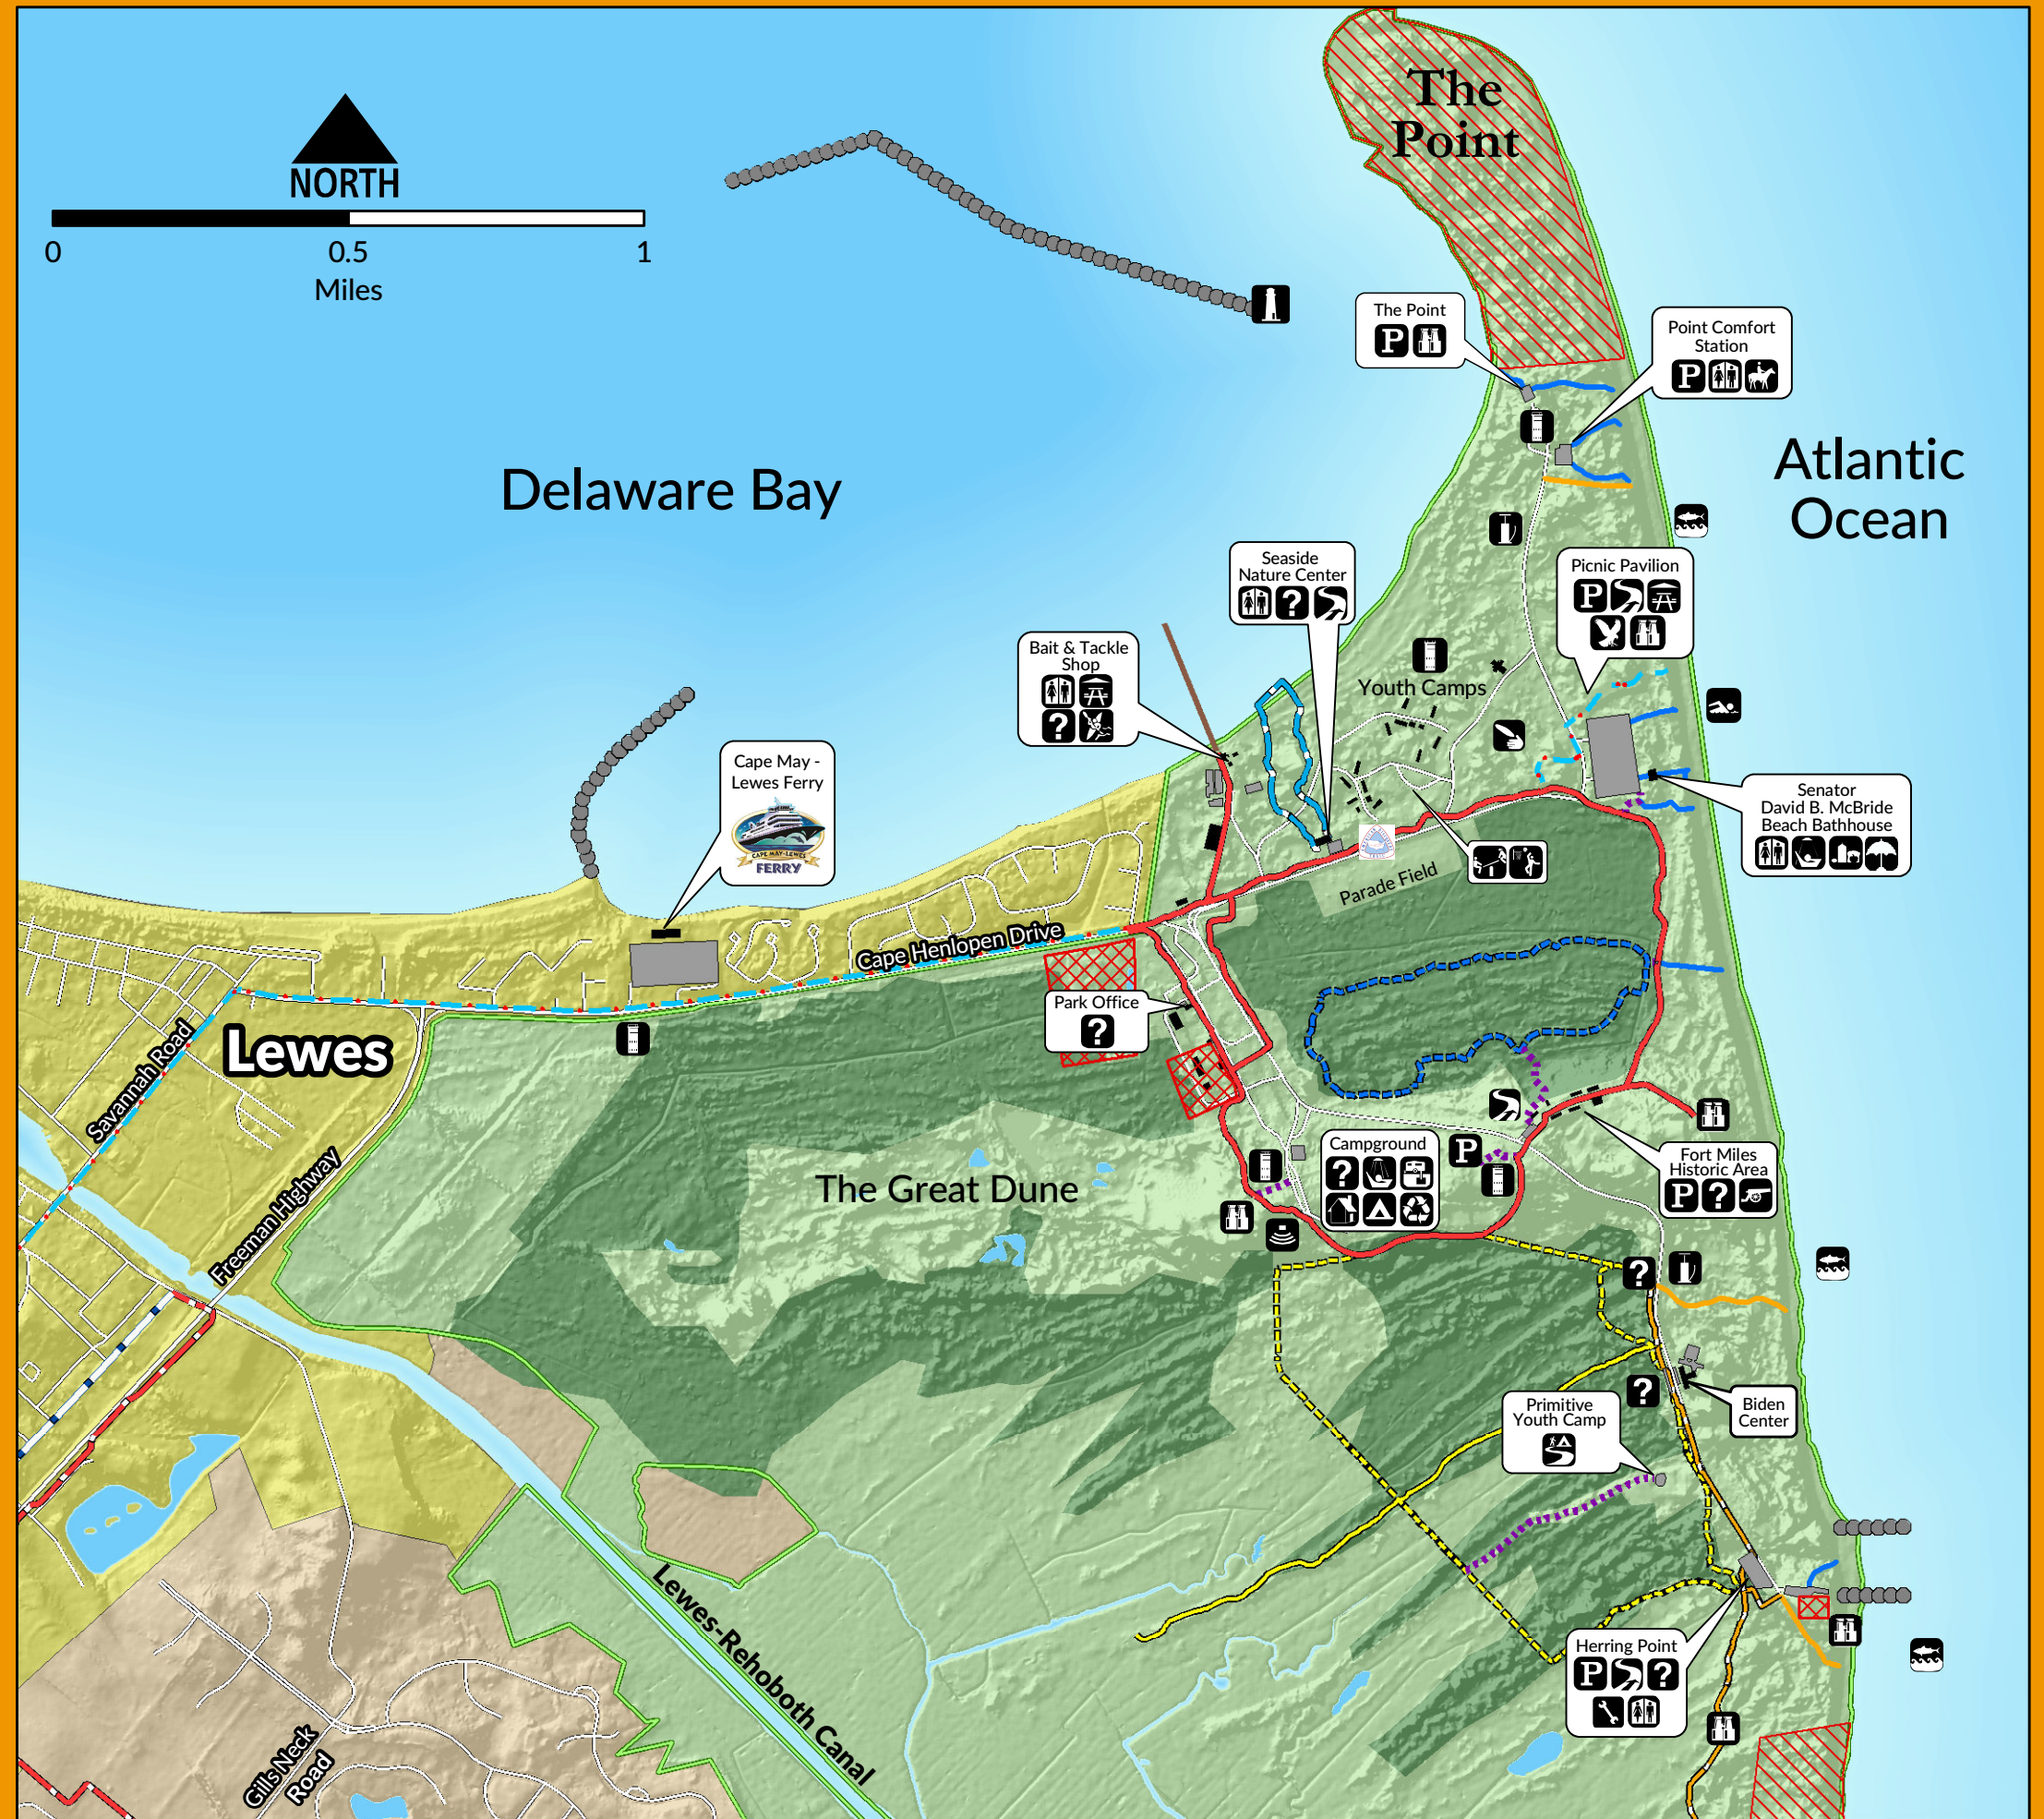 The
Point
NORTH
0 0.5 1
Miles
The Point
P
Point Comfort
Station
P
Delaware Bay
Atlantic
Ocean
Seaside
Nature Center
?
Picnic Pavilion
P
Bait & Tackle
Shop
?
Youth Camps
Cape May -
Lewes Ferry
CAPE MAY-LEWES
FERRY
Senator
David B. McBride
Beach Bathhouse
Parade Field
Cape Henlopen Drive
Park Office
?
Lewes
Savannah Road
Freeman Highway
The Great Dune
Campground
?
P
Fort Miles
Historic Area
P ?
?
?
Primitive
Youth Camp
Biden
Center
Lewes-Rehoboth Canal
Herring Point
P ?
Gills Neck
Road